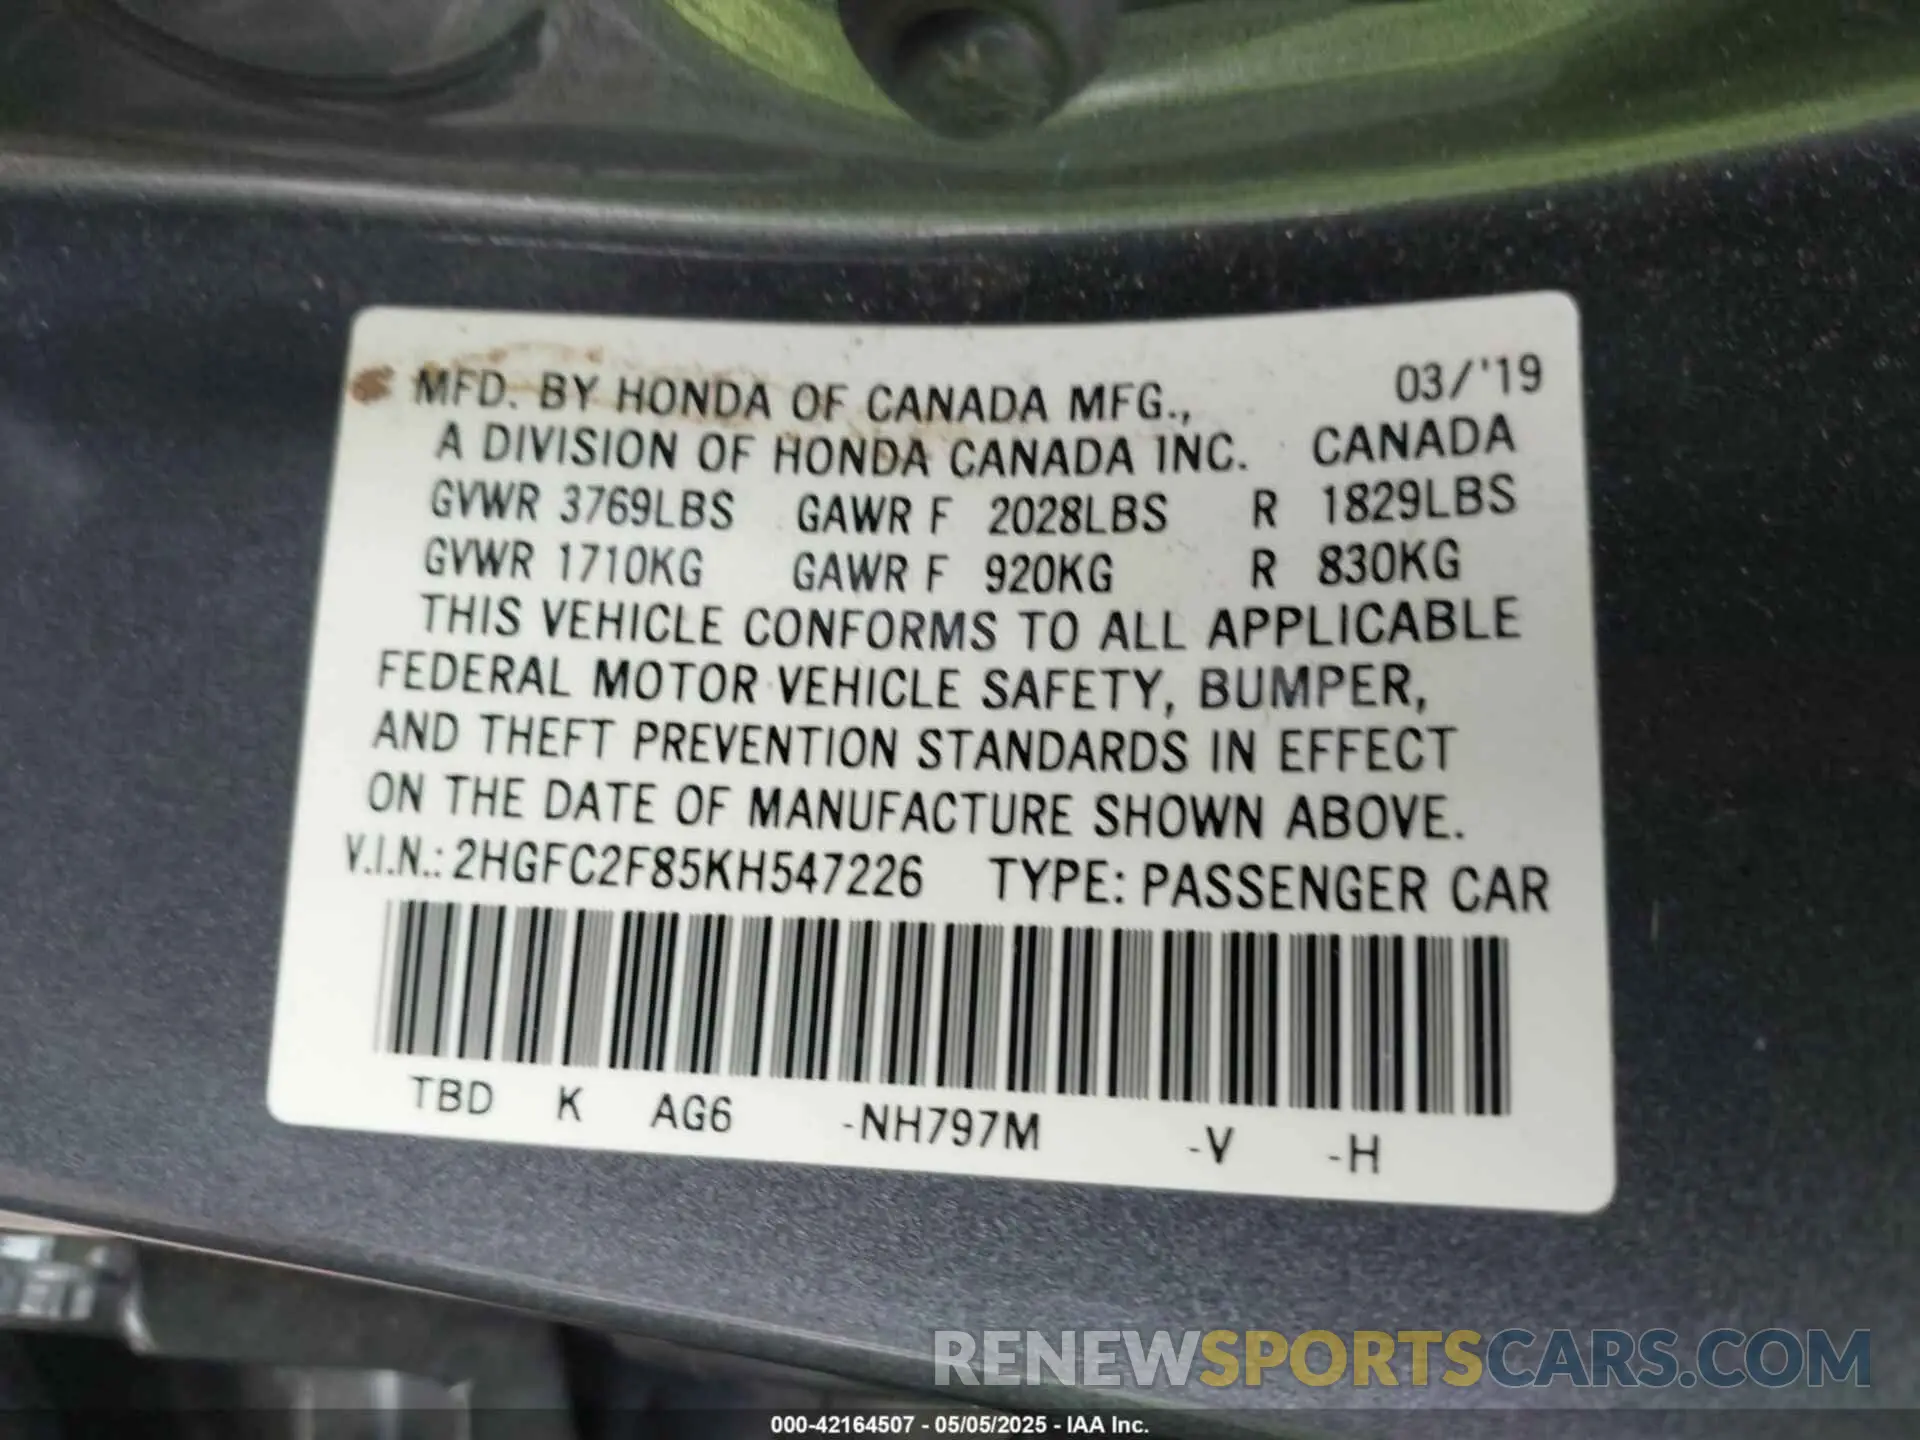 MFD. BY HONDA OF CANADA MFG., 03/'19
A DIVISION OF HONDA CANADA INC. CANADA
GVWR 3769LBS GAWR F 2028LBS R 1829LBS
GVWR 1710KG GAWR F 920KG R 830KG
THIS VEHICLE CONFORMS TO ALL APPLICABLE
FEDERAL MOTOR VEHICLE SAFETY, BUMPER,
AND THEFT PREVENTION STANDARDS IN EFFECT
ON THE DATE OF MANUFACTURE SHOWN ABOVE.
V.I.N.: 2HGFC2F85KH547226 TYPE: PASSENGER CAR
TBD K AG6 -NH797M -V -H
RENEWSPORTSCARS.COM
000-42164507 - 05/05/2025 - IAA Inc.